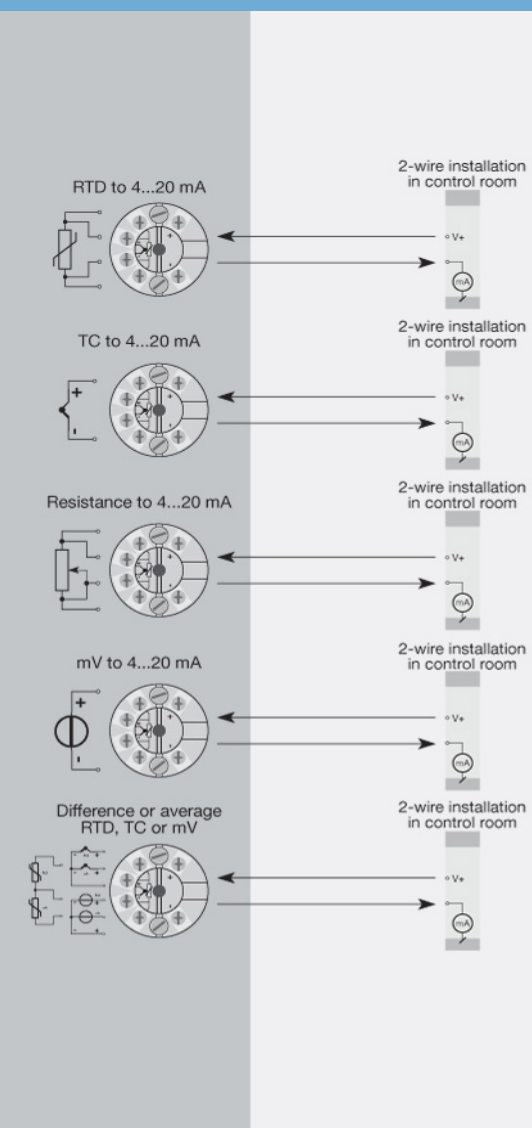 RTD to 4...20 mA
2-wire installation
in control room
V+
mA
TC to 4...20 mA
+
-
2-wire installation
in control room
V+
mA
Resistance to 4...20 mA
2-wire installation
in control room
V+
mA
mV to 4...20 mA
+
-
2-wire installation
in control room
V+
mA
Difference or average
RTD, TC or mV
2-wire installation
in control room
V+
mA